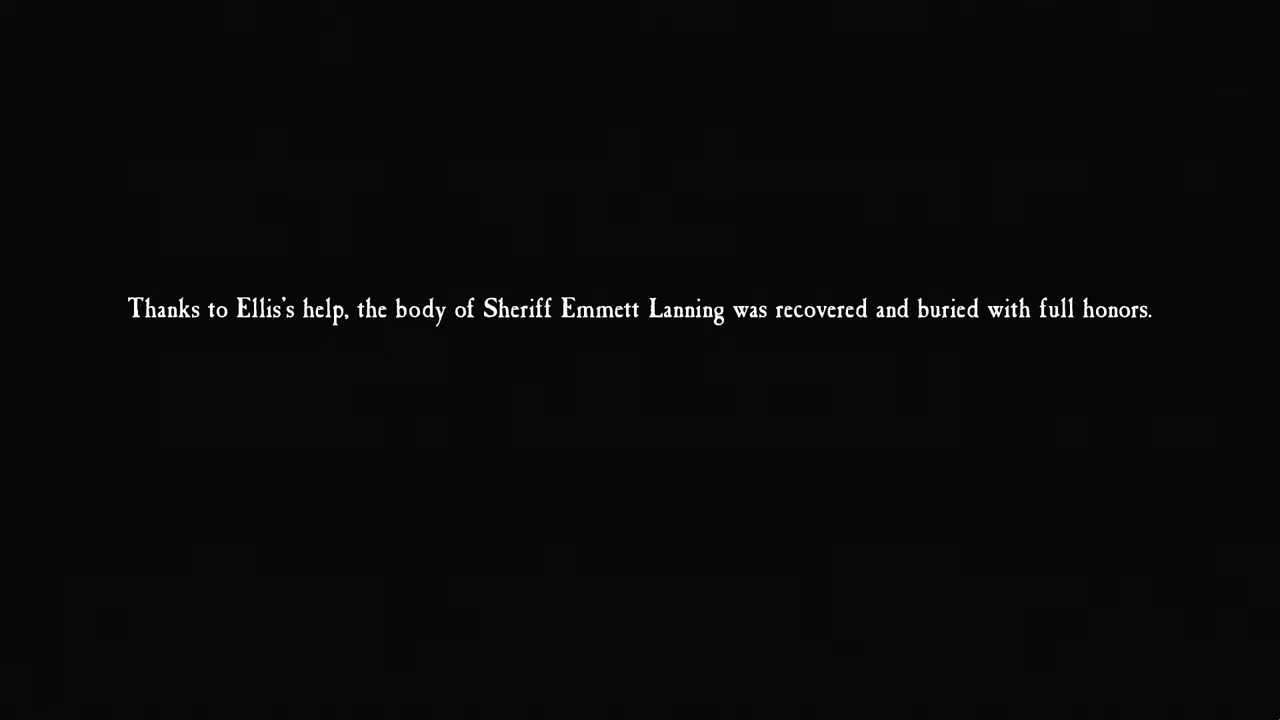 Thanks to Ellis's help, the body of Sheriff Emmett Lanning was recovered and buried with full honors.